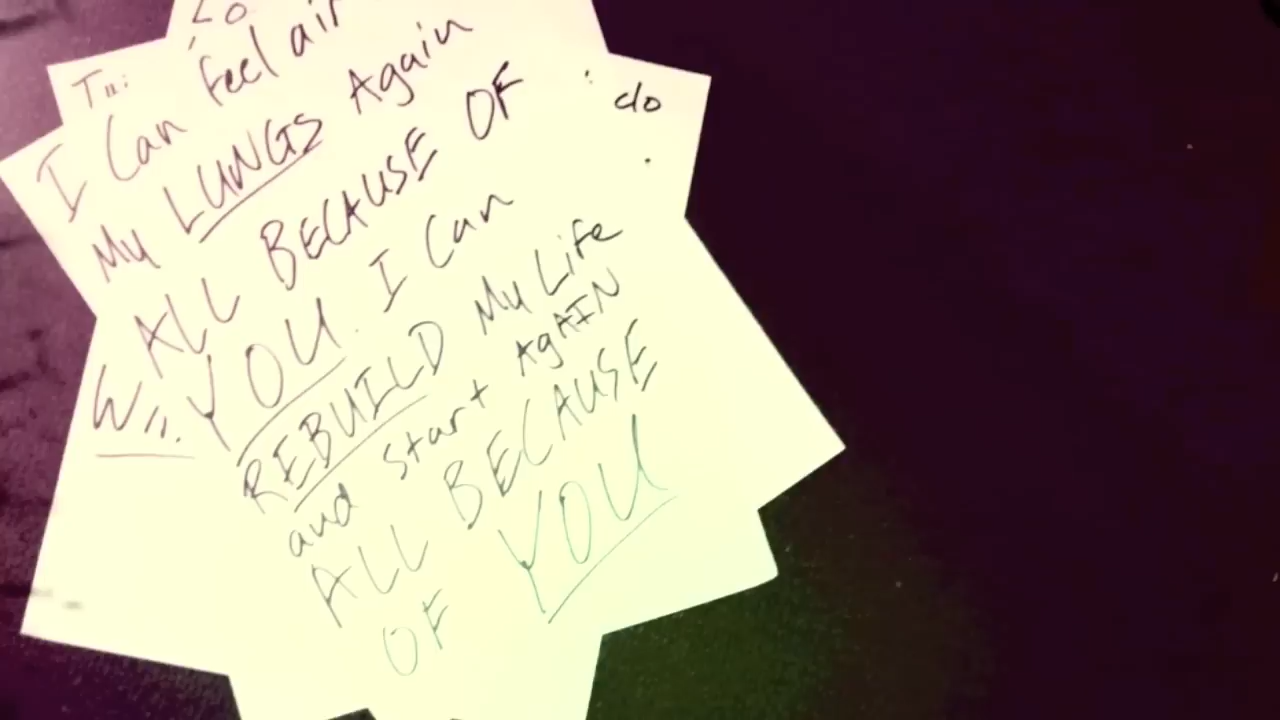 I Can feel air
My LUNGS Again
ALL BECAUSE OF
YOU. I Can
REBUILD My Life
and start AgAIN
ALL BECAUSE
OF YOU
c/o